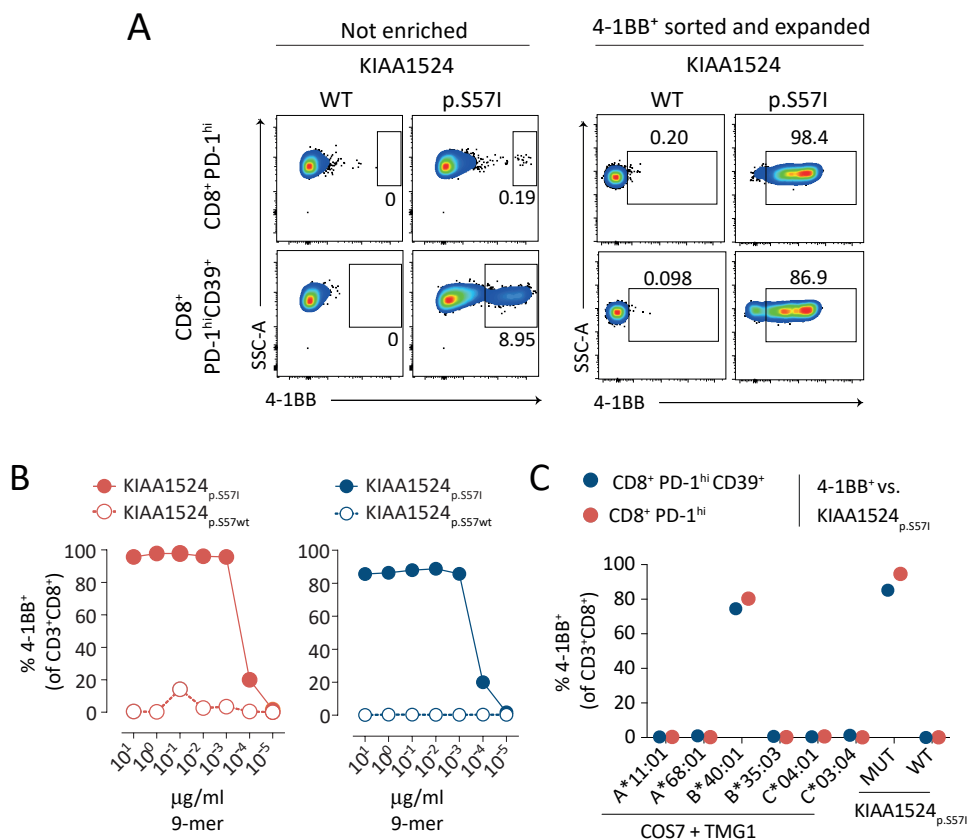 A
Not enriched
4-1BB⁺ sorted and expanded
KIAA1524
KIAA1524
WT
p.S57I
WT
p.S57I
CD8⁺ PD-1ʰⁱ
0
0.19
0.20
98.4
CD8⁺
PD-1ʰⁱCD39⁺
0
8.95
0.098
86.9
SSC-A
SSC-A
4-1BB
4-1BB
B
KIAA1524p.S57I
KIAA1524p.S57wt
% 4-1BB⁺
(of CD3⁺CD8⁺)
100
80
60
40
20
0
10¹ 10⁰ 10⁻¹ 10⁻² 10⁻³ 10⁻⁴ 10⁻⁵
µg/ml
9-mer
KIAA1524p.S57I
KIAA1524p.S57wt
100
80
60
40
20
0
10¹ 10⁰ 10⁻¹ 10⁻² 10⁻³ 10⁻⁴ 10⁻⁵
µg/ml
9-mer
C
CD8⁺ PD-1ʰⁱ CD39⁺
CD8⁺ PD-1ʰⁱ
4-1BB⁺ vs.
KIAA1524p.S57I
% 4-1BB⁺
(of CD3⁺CD8⁺)
100
80
60
40
20
0
A*11:01 A*68:01 B*40:01 B*35:03 C*04:01 C*03:04 MUT WT
COS7 + TMG1
KIAA1524p.S57I